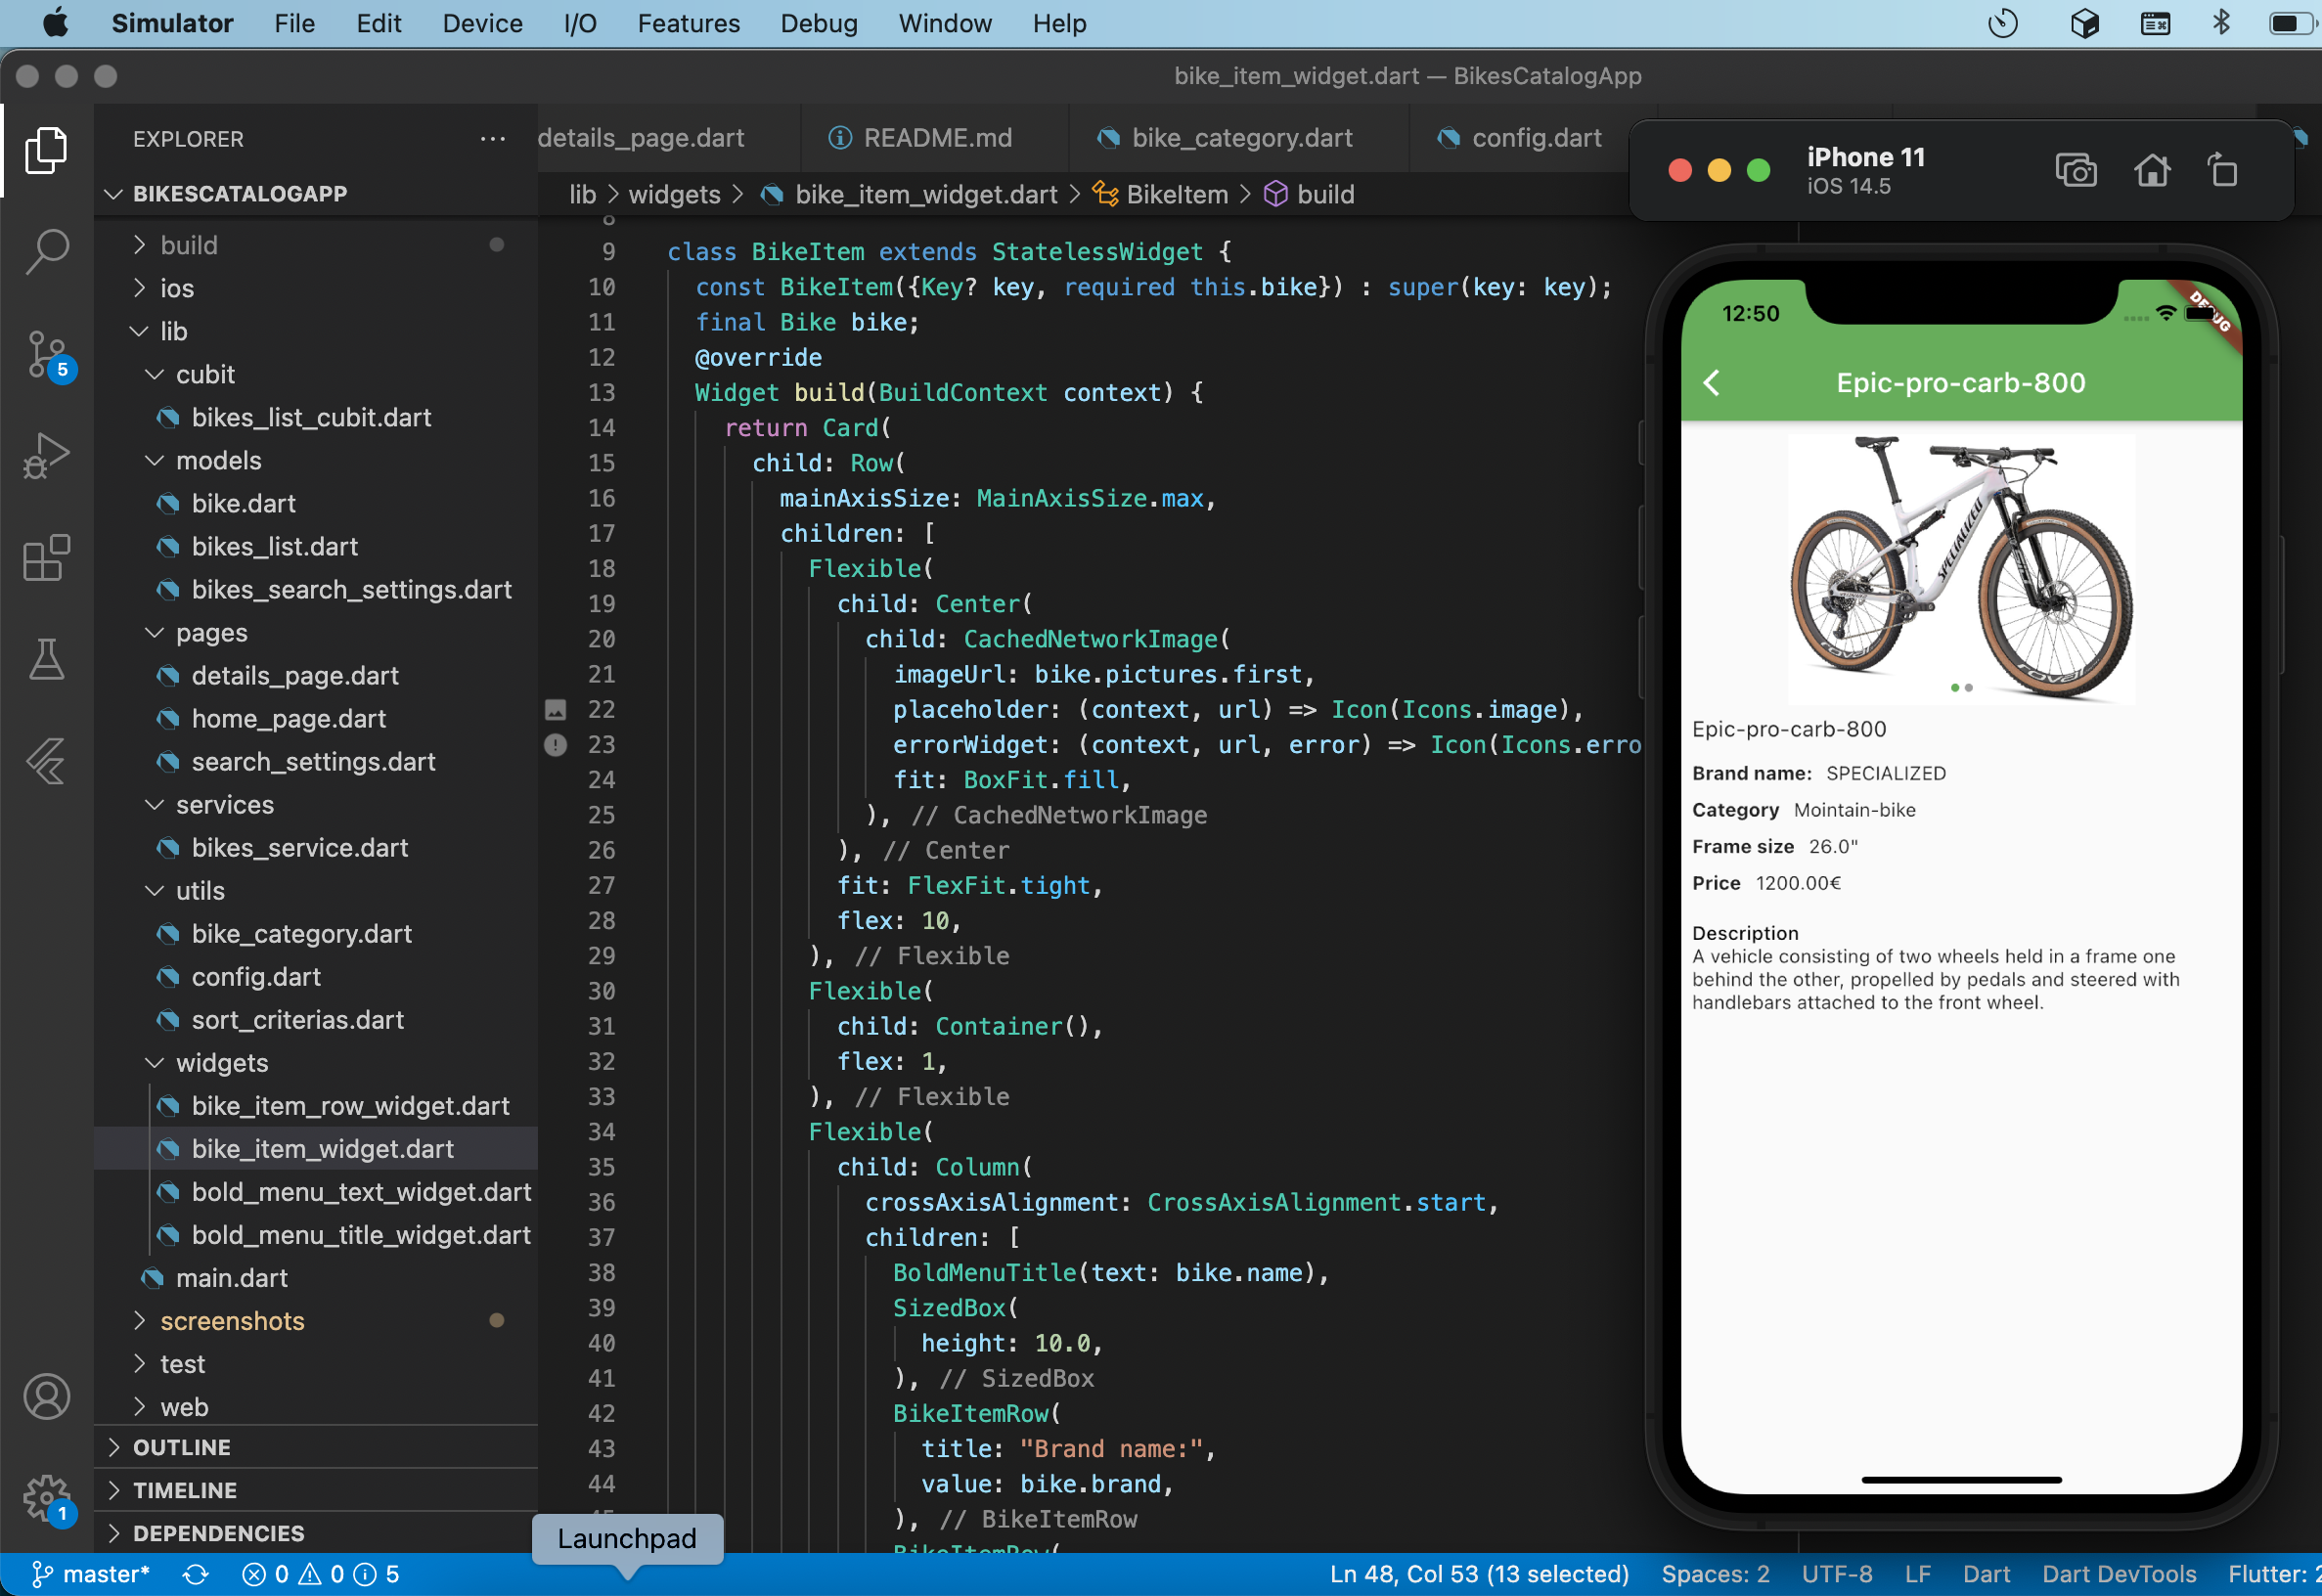 Simulator File Edit Device I/O Features Debug Window Help
bike_item_widget.dart — BikesCatalogApp
EXPLORER
BIKESCATALOGAPP
build
ios
lib
cubit
bikes_list_cubit.dart
models
bike.dart
bikes_list.dart
bikes_search_settings.dart
pages
details_page.dart
home_page.dart
search_settings.dart
services
bikes_service.dart
utils
bike_category.dart
config.dart
sort_criterias.dart
widgets
bike_item_row_widget.dart
bike_item_widget.dart
bold_menu_text_widget.dart
bold_menu_title_widget.dart
main.dart
screenshots
test
web
OUTLINE
TIMELINE
DEPENDENCIES
5
1
details_page.dart README.md bike_category.dart config.dart
lib > widgets > bike_item_widget.dart > BikeItem > build
8
9 class BikeItem extends StatelessWidget {
10 const BikeItem({Key? key, required this.bike}) : super(key: key);
11 final Bike bike;
12 @override
13 Widget build(BuildContext context) {
14 return Card(
15 child: Row(
16 mainAxisSize: MainAxisSize.max,
17 children: [
18 Flexible(
19 child: Center(
20 child: CachedNetworkImage(
21 imageUrl: bike.pictures.first,
22 placeholder: (context, url) => Icon(Icons.image),
23 errorWidget: (context, url, error) => Icon(Icons.erro
24 fit: BoxFit.fill,
25 ), // CachedNetworkImage
26 ), // Center
27 fit: FlexFit.tight,
28 flex: 10,
29 ), // Flexible
30 Flexible(
31 child: Container(),
32 flex: 1,
33 ), // Flexible
34 Flexible(
35 child: Column(
36 crossAxisAlignment: CrossAxisAlignment.start,
37 children: [
38 BoldMenuTitle(text: bike.name),
39 SizedBox(
40 height: 10.0,
41 ), // SizedBox
42 BikeItemRow(
43 title: "Brand name:",
44 value: bike.brand,
), // BikeItemRow
BikeItemRow(
iPhone 11
iOS 14.5
12:50
DEBUG
Epic-pro-carb-800
SPECIALIZED
Epic-pro-carb-800
Brand name: SPECIALIZED
Category Mointain-bike
Frame size 26.0"
Price 1200.00€
Description
A vehicle consisting of two wheels held in a frame one
behind the other, propelled by pedals and steered with
handlebars attached to the front wheel.
Launchpad
master* 0 0 5 Ln 48, Col 53 (13 selected) Spaces: 2 UTF-8 LF Dart Dart DevTools Flutter: